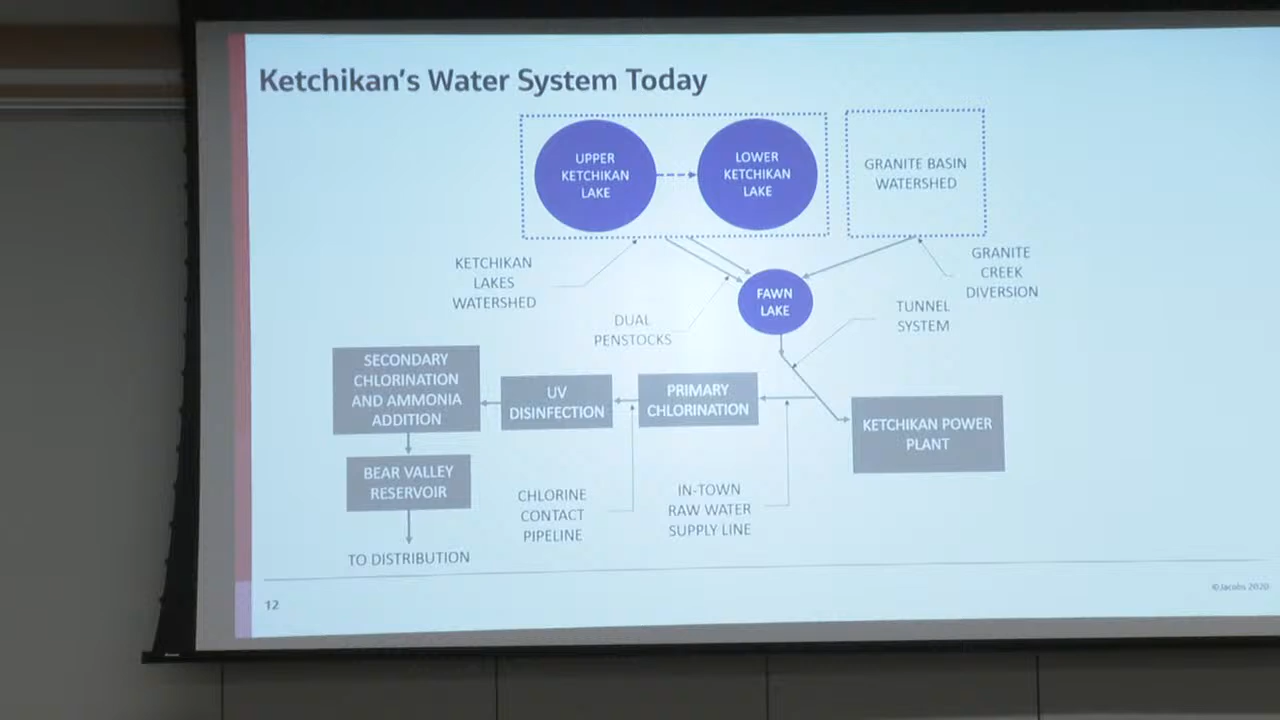 Ketchikan's Water System Today
UPPER
KETCHIKAN
LAKE
LOWER
KETCHIKAN
LAKE
GRANITE BASIN
WATERSHED
KETCHIKAN
LAKES
WATERSHED
GRANITE
CREEK
DIVERSION
FAWN
LAKE
DUAL
PENSTOCKS
TUNNEL
SYSTEM
SECONDARY
CHLORINATION
AND AMMONIA
ADDITION
UV
DISINFECTION
PRIMARY
CHLORINATION
KETCHIKAN POWER
PLANT
BEAR VALLEY
RESERVOIR
CHLORINE
CONTACT
PIPELINE
IN-TOWN
RAW WATER
SUPPLY LINE
TO DISTRIBUTION
12
©Jacobs 2020